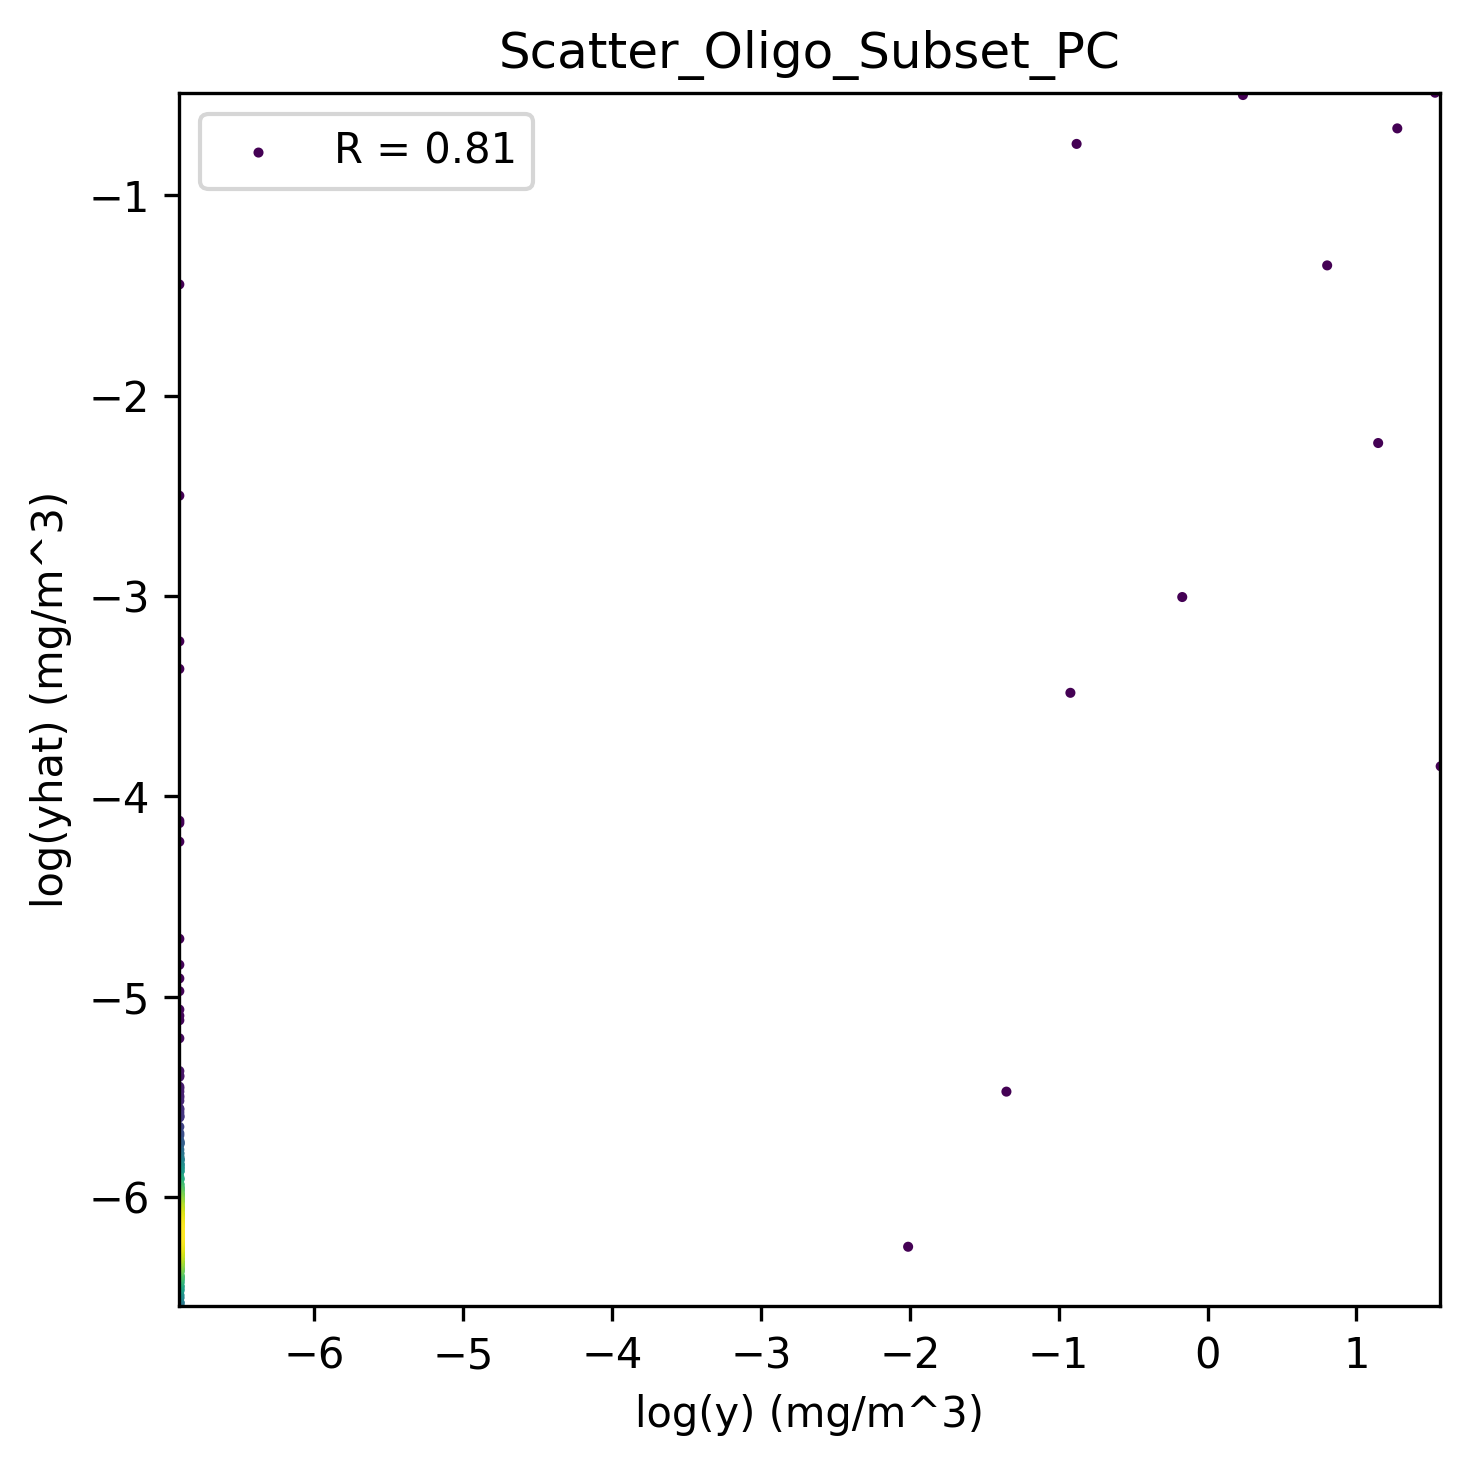 Scatter_Oligo_Subset_PC
R = 0.81
−1
−2
−3
−4
−5
−6
log(yhat) (mg/m^3)
−6 −5 −4 −3 −2 −1 0 1
log(y) (mg/m^3)